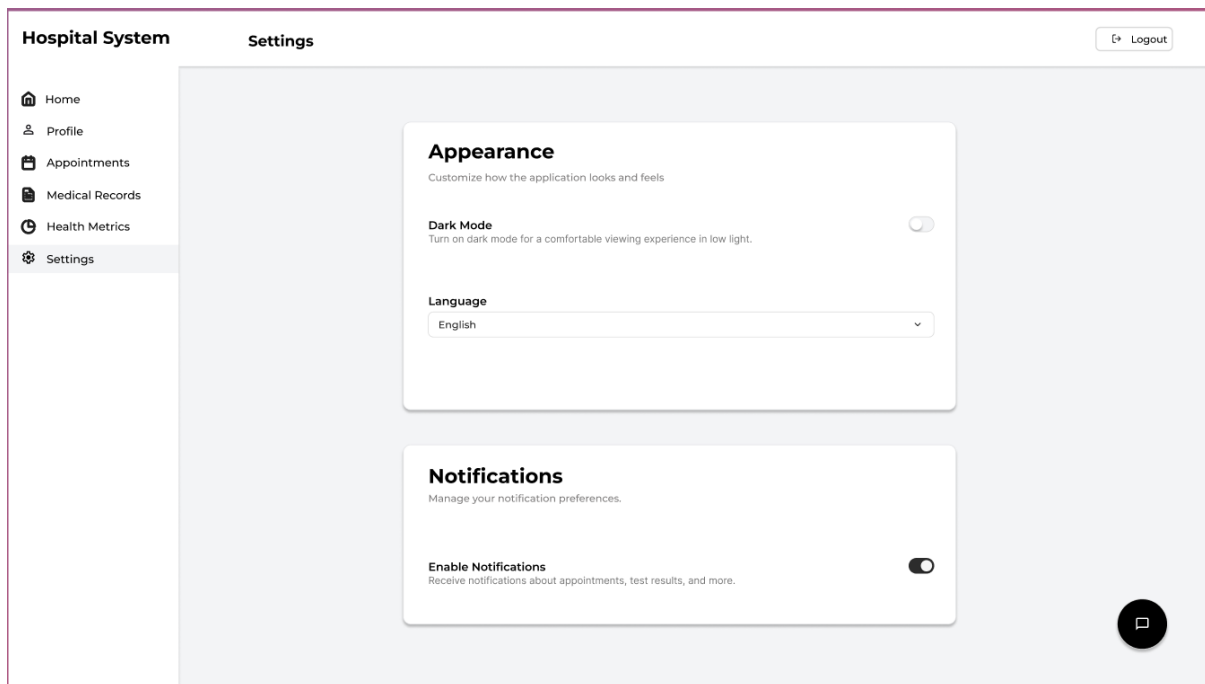 Hospital System
Settings
Logout
Home
Profile
Appointments
Medical Records
Health Metrics
Settings
Appearance
Customize how the application looks and feels
Dark Mode
Turn on dark mode for a comfortable viewing experience in low light.
Language
English
Notifications
Manage your notification preferences.
Enable Notifications
Receive notifications about appointments, test results, and more.